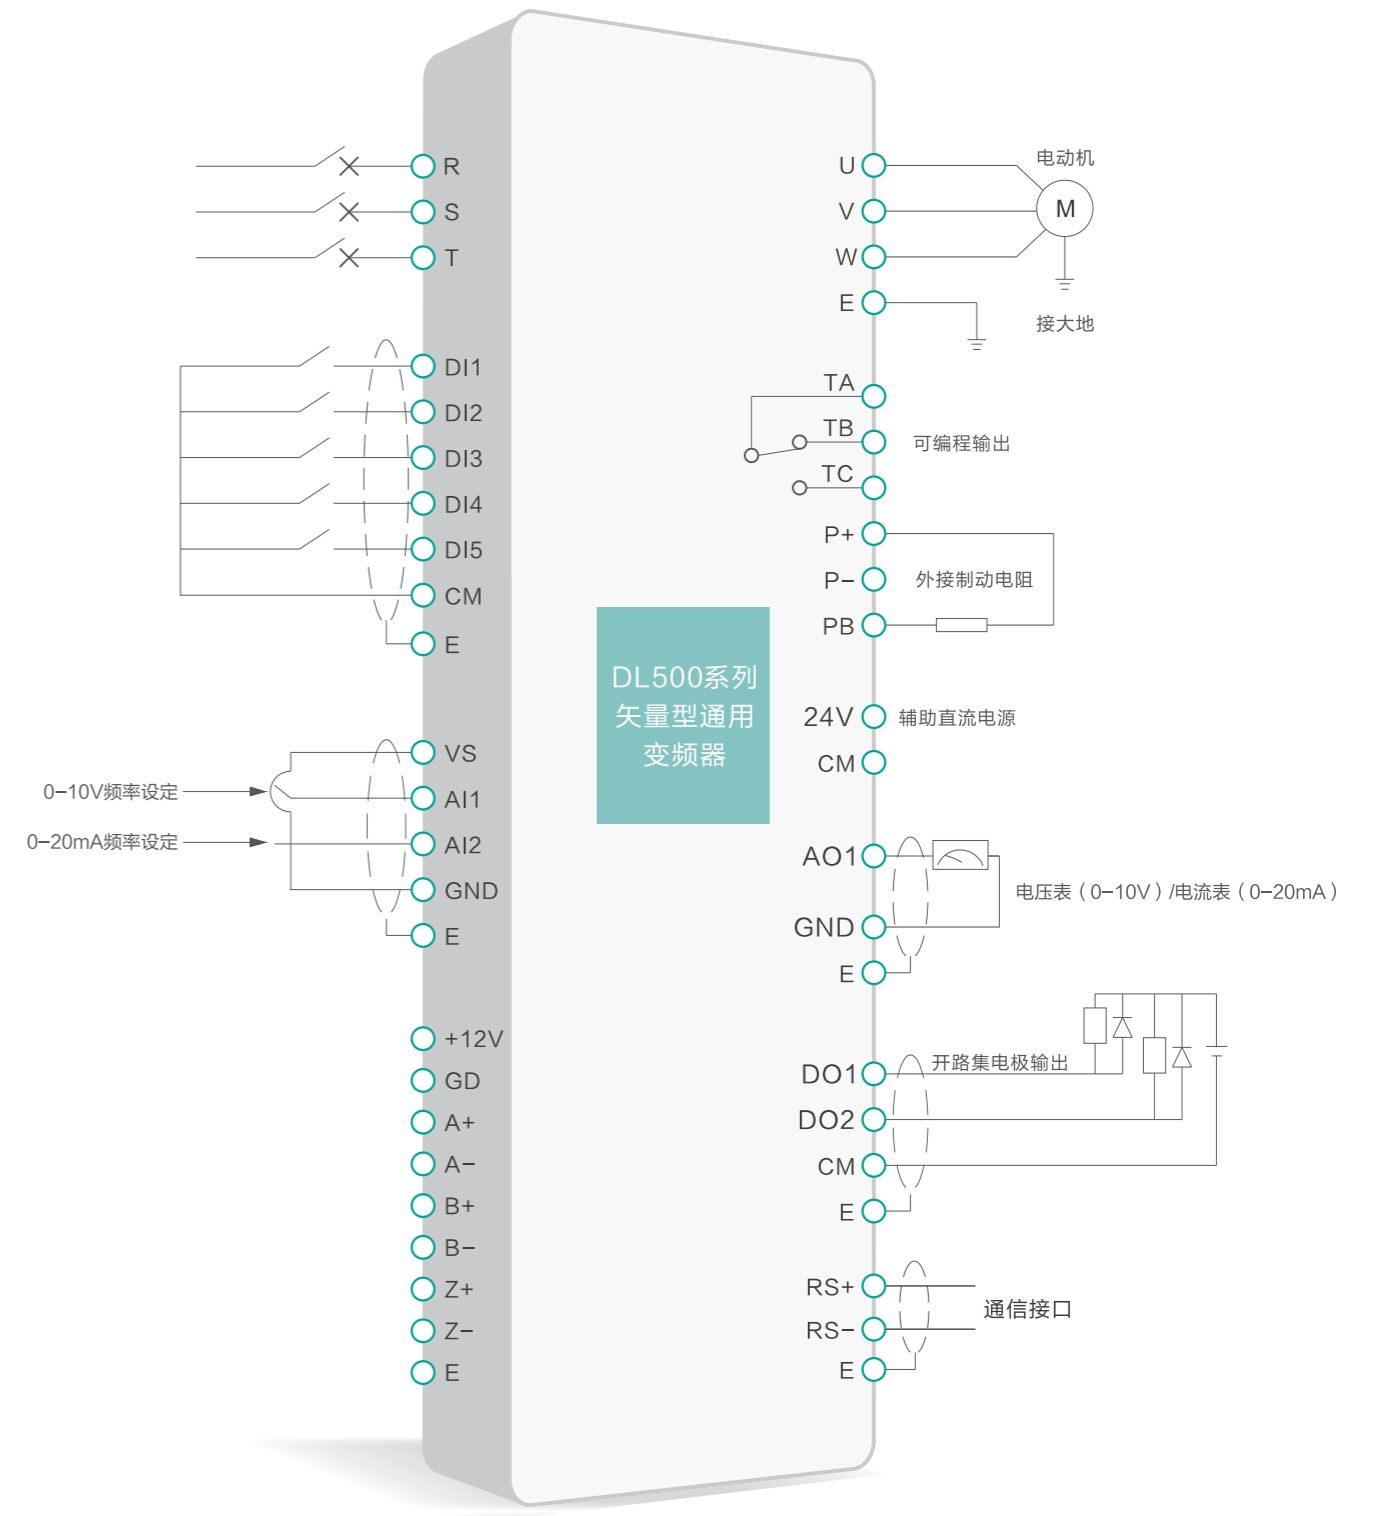 R
S
T
DI1
DI2
DI3
DI4
DI5
CM
E
0-10V频率设定
0-20mA频率设定
VS
AI1
AI2
GND
E
+12V
GD
A+
A-
B+
B-
Z+
Z-
E
DL500系列
矢量型通用
变频器
U
V
W
E
电动机
M
接大地
TA
TB
TC
可编程输出
P+
P-
PB
外接制动电阻
24V
辅助直流电源
CM
AO1
GND
E
电压表（0-10V）/电流表（0-20mA）
DO1
开路集电极输出
DO2
CM
E
RS+
RS-
E
通信接口